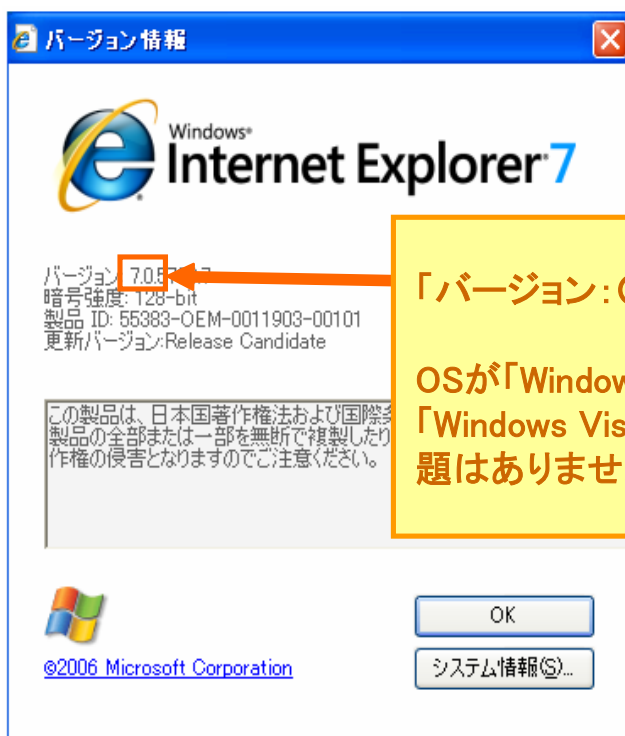 バージョン情報
Windows®
Internet Explorer 7
バージョン: 7.0.5
暗号強度: 128-bit
製品 ID: 55383-OEM-0011903-00101
更新バージョン:Release Candidate
「バージョン:
OSが「Window
「Windows Vis
題はありませ
この製品は、日本国著作権法および国際
製品の全部または一部を無断で複製したり
作権の侵害となりますのでご注意ください。
©2006 Microsoft Corporation
OK
システム情報(S)...